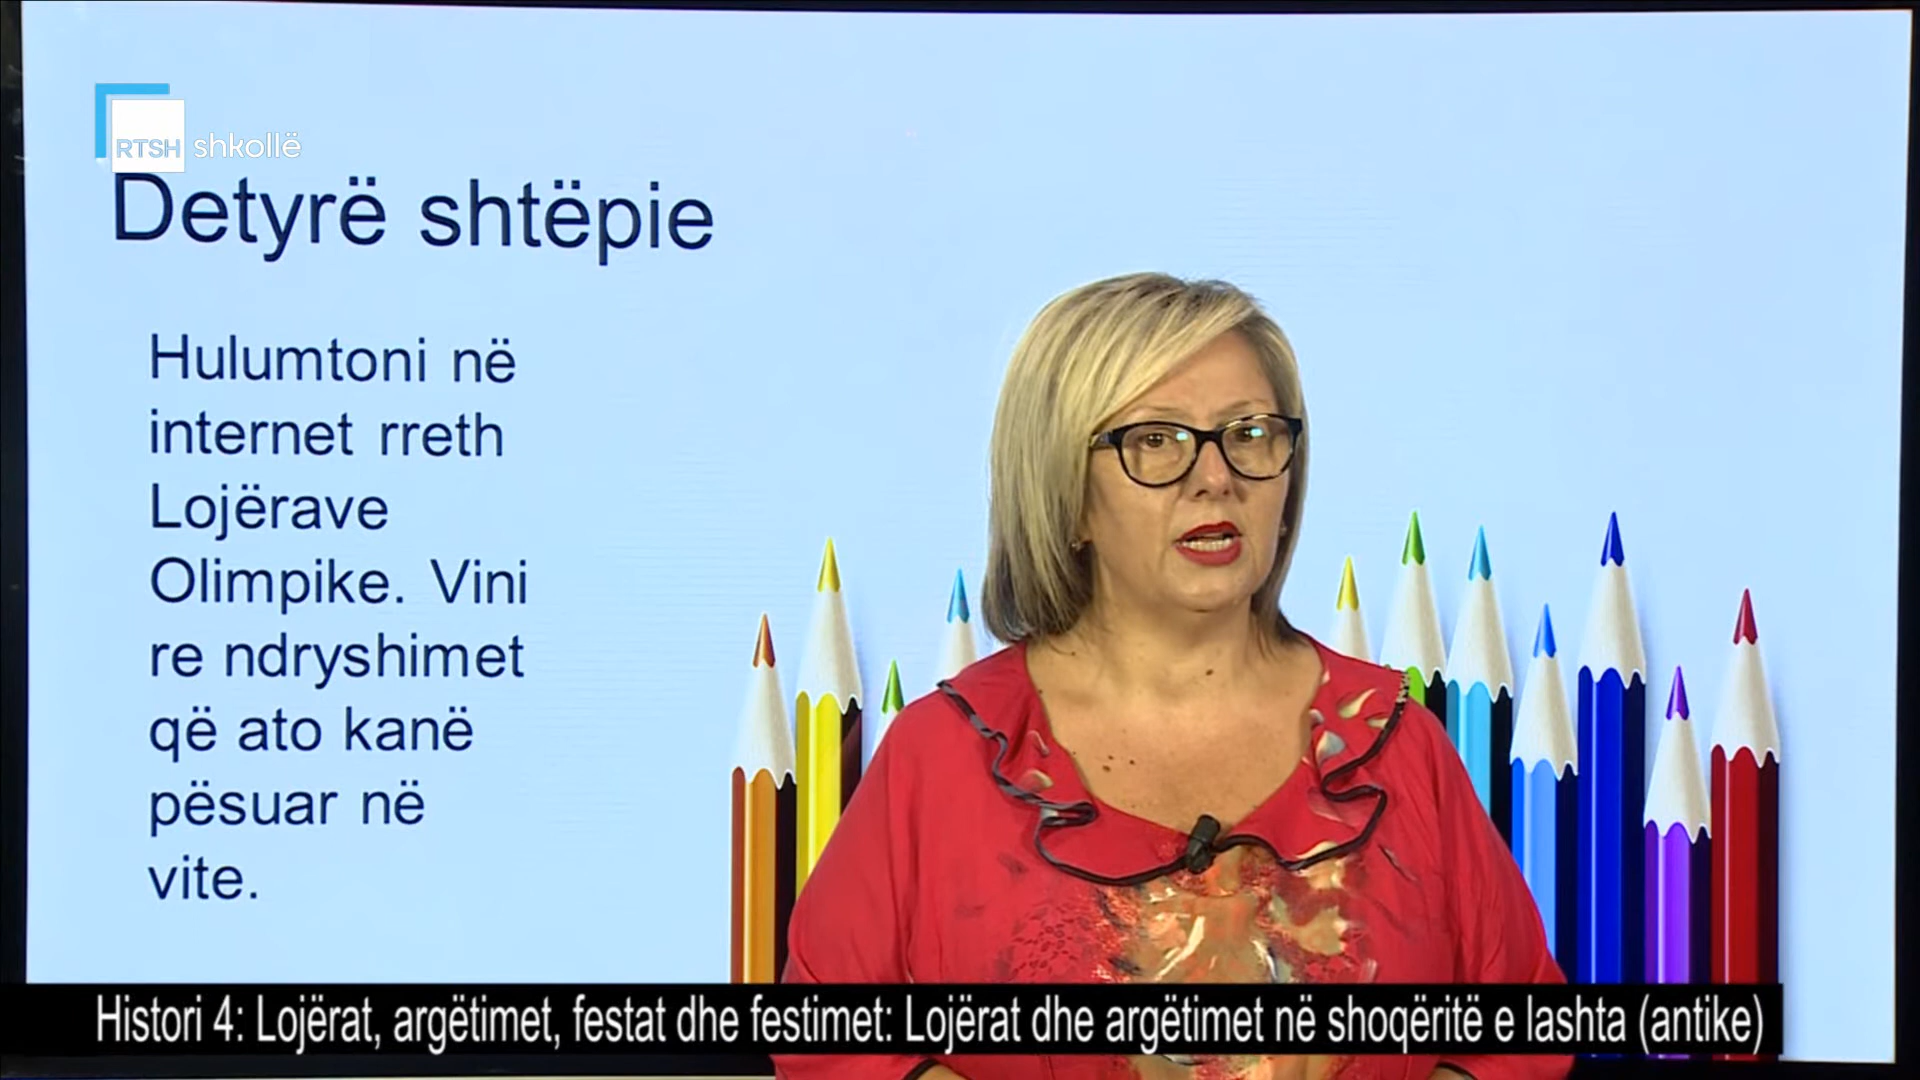 RTSH shkollë
Detyrë shtëpie
Hulumtoni në
internet rreth
Lojërave
Olimpike. Vini
re ndryshimet
që ato kanë
pësuar në
vite.
Histori 4: Lojërat, argëtimet, festat dhe festimet: Lojërat dhe argëtimet në shoqëritë e lashta (antike)